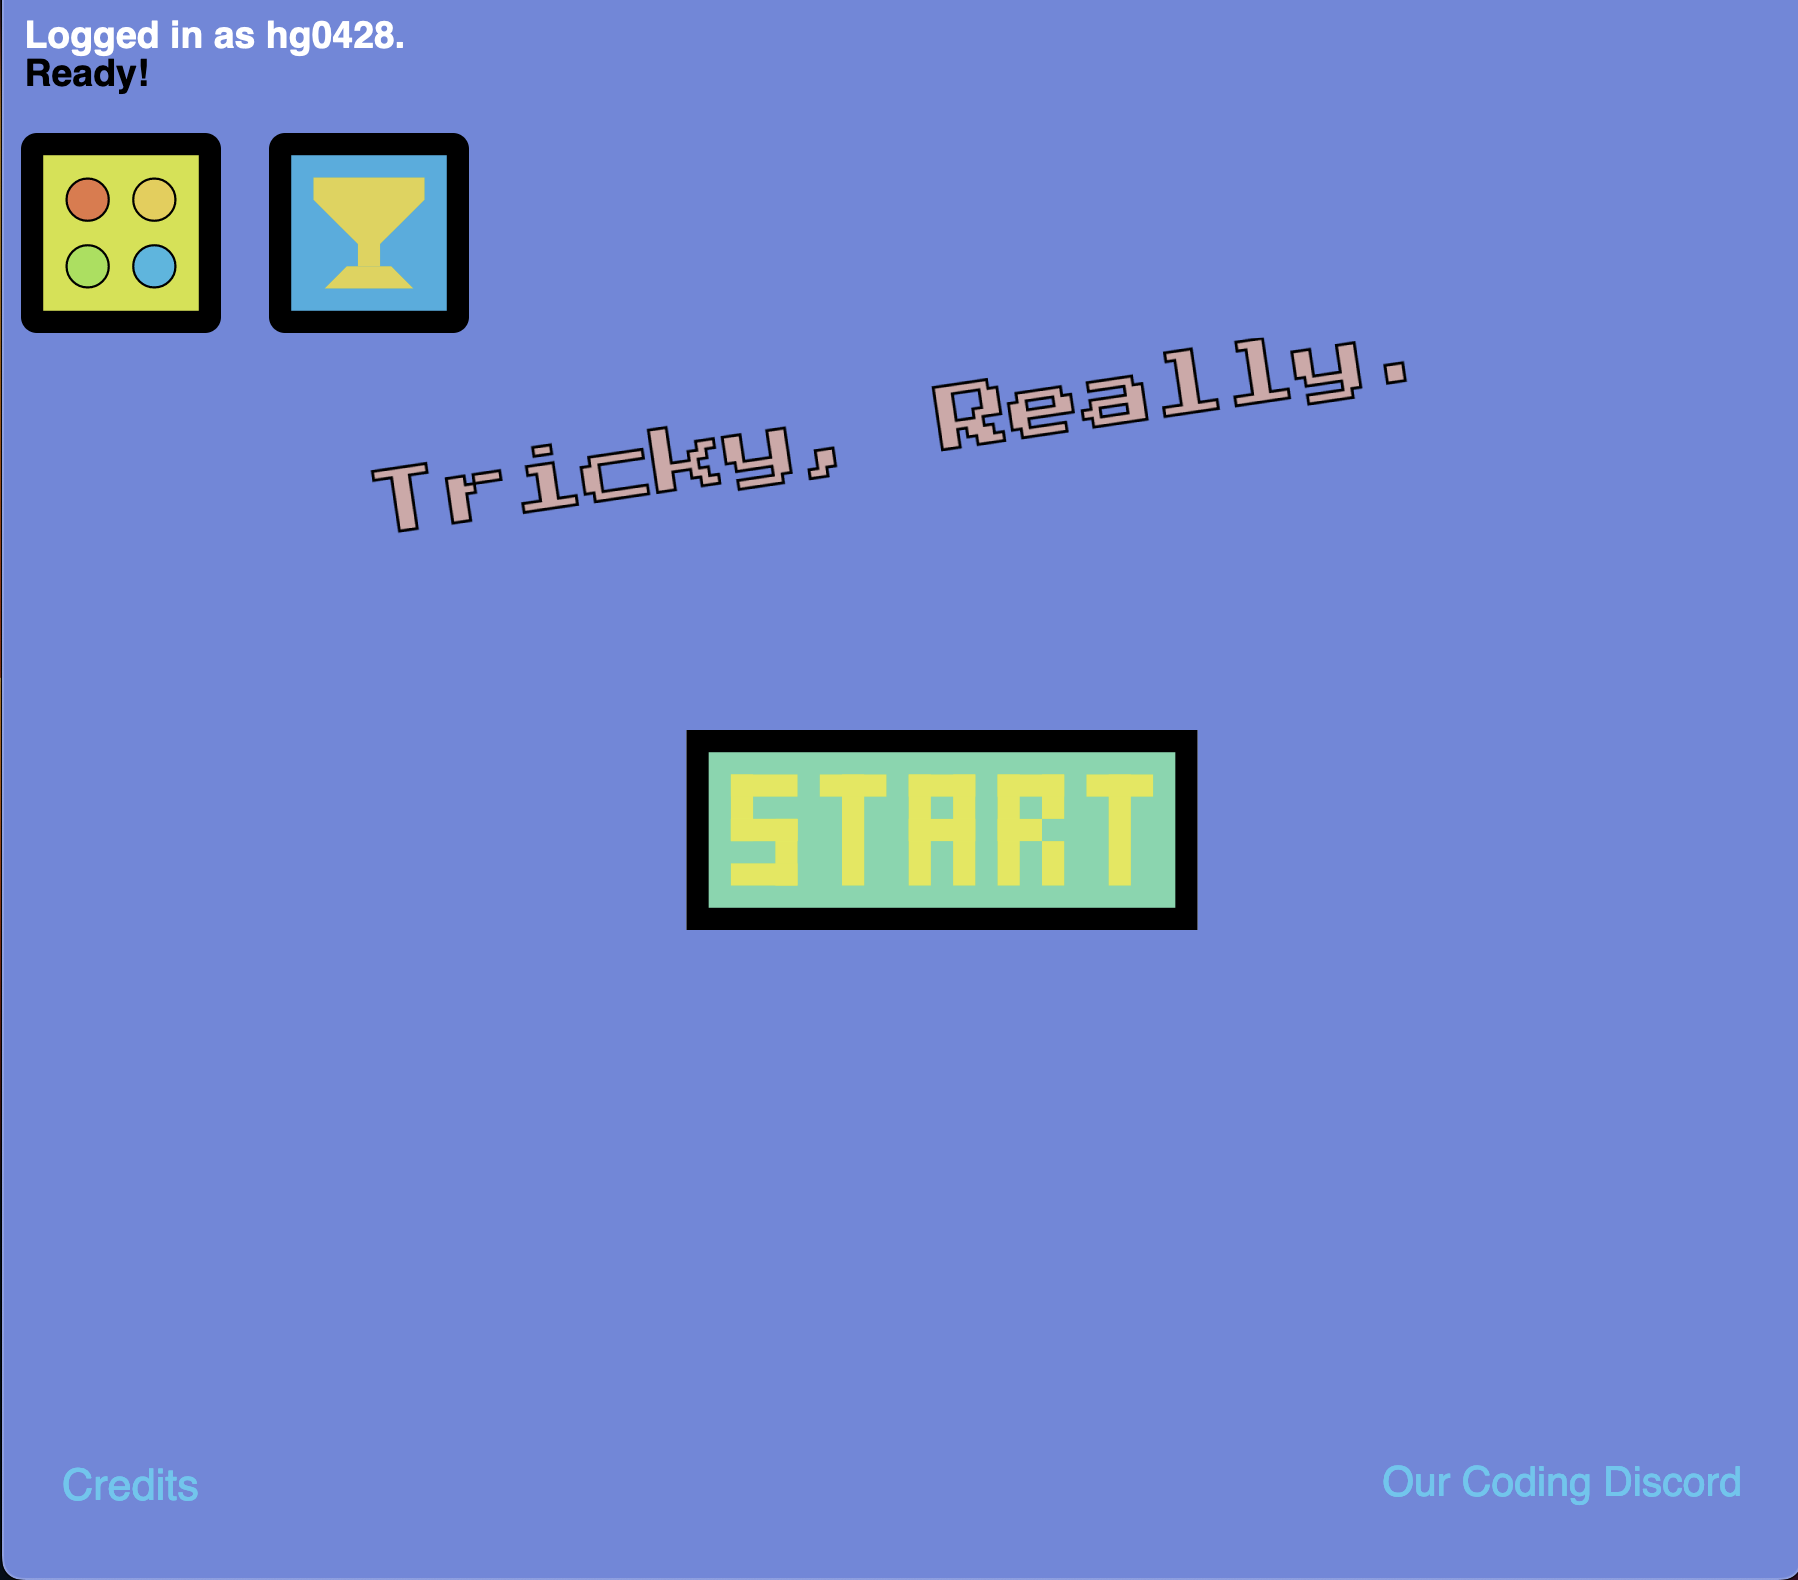 Logged in as hg0428.
Ready!
Tricky, Really.
START
Credits
Our Coding Discord